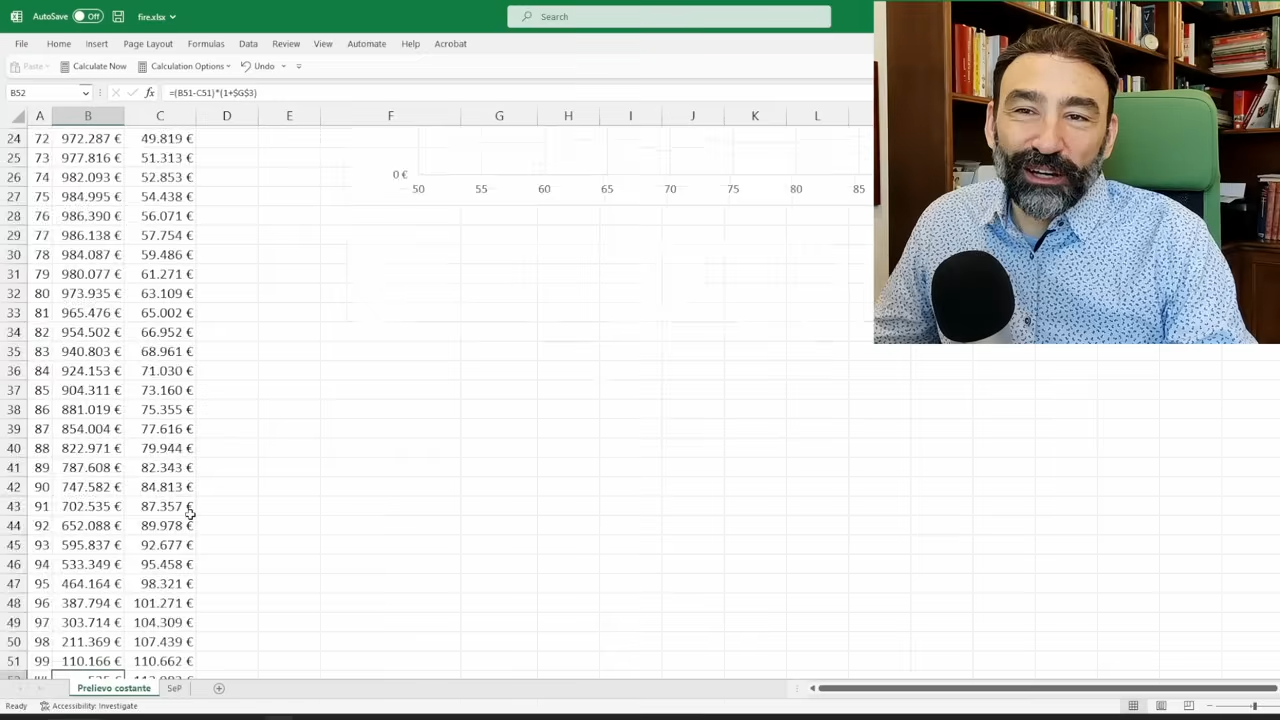 AutoSave Off fire.xlsx Search
File Home Insert Page Layout Formulas Data Review View Automate Help Acrobat
Paste Calculate Now Calculation Options Undo
B52 fx =(B51-C51)*(1+$G$3)
A B C D E F G H I J K L
24 72 972.287 € 49.819 €
25 73 977.816 € 51.313 €
0 €
26 74 982.093 € 52.853 €
50 55 60 65 70 75 80 85
27 75 984.995 € 54.438 €
28 76 986.390 € 56.071 €
29 77 986.138 € 57.754 €
30 78 984.087 € 59.486 €
31 79 980.077 € 61.271 €
32 80 973.935 € 63.109 €
33 81 965.476 € 65.002 €
34 82 954.502 € 66.952 €
35 83 940.803 € 68.961 €
36 84 924.153 € 71.030 €
37 85 904.311 € 73.160 €
38 86 881.019 € 75.355 €
39 87 854.004 € 77.616 €
40 88 822.971 € 79.944 €
41 89 787.608 € 82.343 €
42 90 747.582 € 84.813 €
43 91 702.535 € 87.357 €
44 92 652.088 € 89.978 €
45 93 595.837 € 92.677 €
46 94 533.349 € 95.458 €
47 95 464.164 € 98.321 €
48 96 387.794 € 101.271 €
49 97 303.714 € 104.309 €
50 98 211.369 € 107.439 €
51 99 110.166 € 110.662 €
Prelievo costante SeP
Ready Accessibility: Investigate